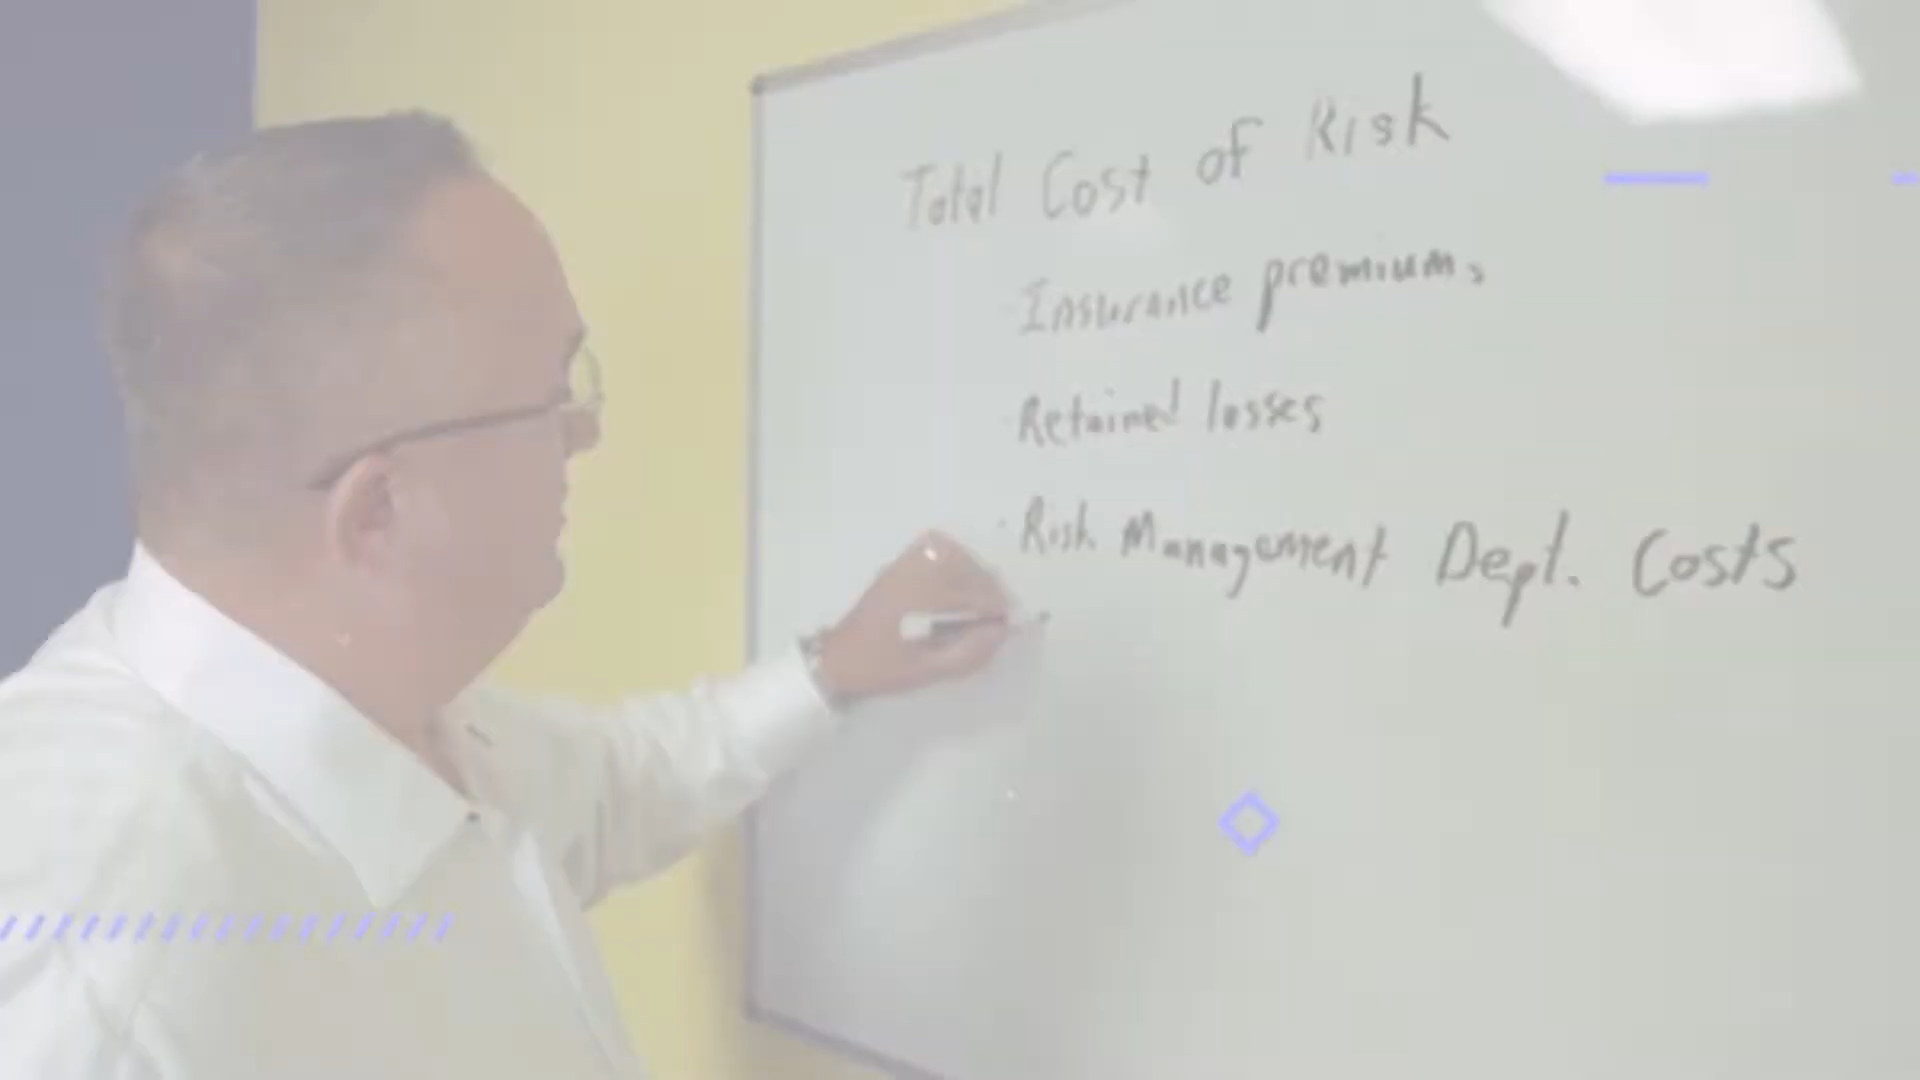 Total Cost of Risk
· Insurance premiums
· Retained losses
· Risk Management Dept. Costs